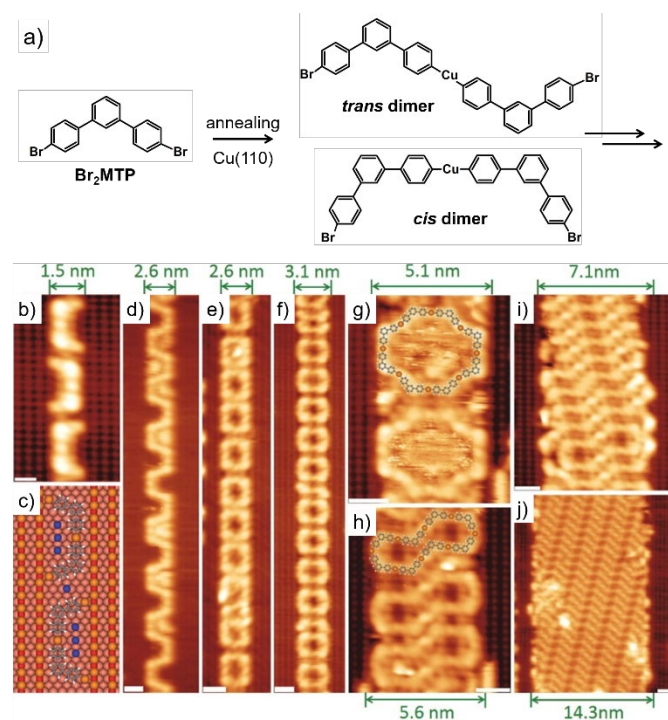 a)
Br
Br
Br₂MTP
annealing
Cu(110)
Br
Cu
Br
trans dimer
Cu
Br
Br
cis dimer
1.5 nm
2.6 nm
2.6 nm
3.1 nm
5.1 nm
7.1nm
b)
d)
e)
f)
g)
i)
c)
h)
j)
5.6 nm
14.3nm